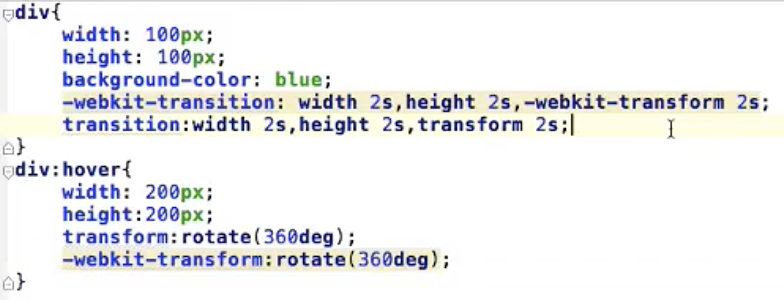 div{
width: 100px;
height: 100px;
background-color: blue;
-webkit-transition: width 2s,height 2s,-webkit-transform 2s;
transition:width 2s,height 2s,transform 2s;
}
div:hover{
width: 200px;
height:200px;
transform:rotate(360deg);
-webkit-transform:rotate(360deg);
}